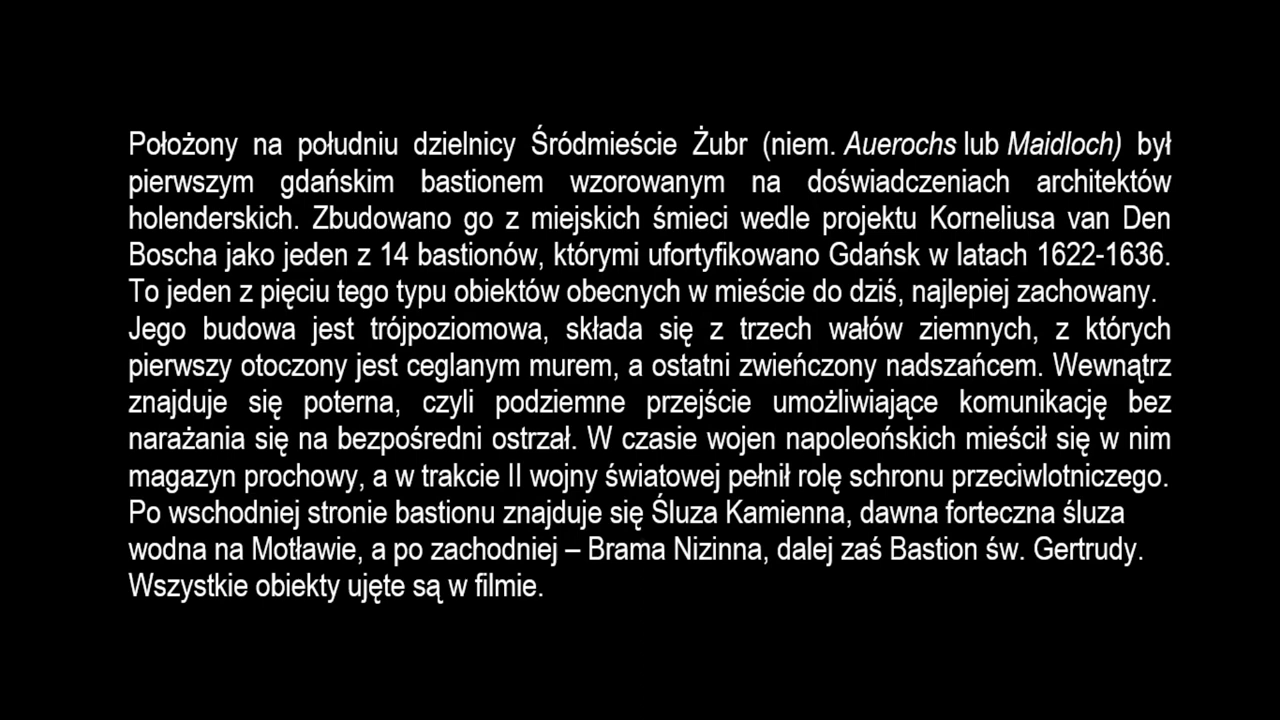 Położony na południu dzielnicy Śródmieście Żubr (niem. Auerochs lub Maidloch) był
pierwszym gdańskim bastionem wzorowanym na doświadczeniach architektów
holenderskich. Zbudowano go z miejskich śmieci wedle projektu Korneliusa van Den
Boscha jako jeden z 14 bastionów, którymi ufortyfikowano Gdańsk w latach 1622-1636.
To jeden z pięciu tego typu obiektów obecnych w mieście do dziś, najlepiej zachowany.
Jego budowa jest trójpoziomowa, składa się z trzech wałów ziemnych, z których
pierwszy otoczony jest ceglanym murem, a ostatni zwieńczony nadszańcem. Wewnątrz
znajduje się poterna, czyli podziemne przejście umożliwiające komunikację bez
narażania się na bezpośredni ostrzał. W czasie wojen napoleońskich mieścił się w nim
magazyn prochowy, a w trakcie II wojny światowej pełnił rolę schronu przeciwlotniczego.
Po wschodniej stronie bastionu znajduje się Śluza Kamienna, dawna forteczna śluza
wodna na Motławie, a po zachodniej – Brama Nizinna, dalej zaś Bastion św. Gertrudy.
Wszystkie obiekty ujęte są w filmie.